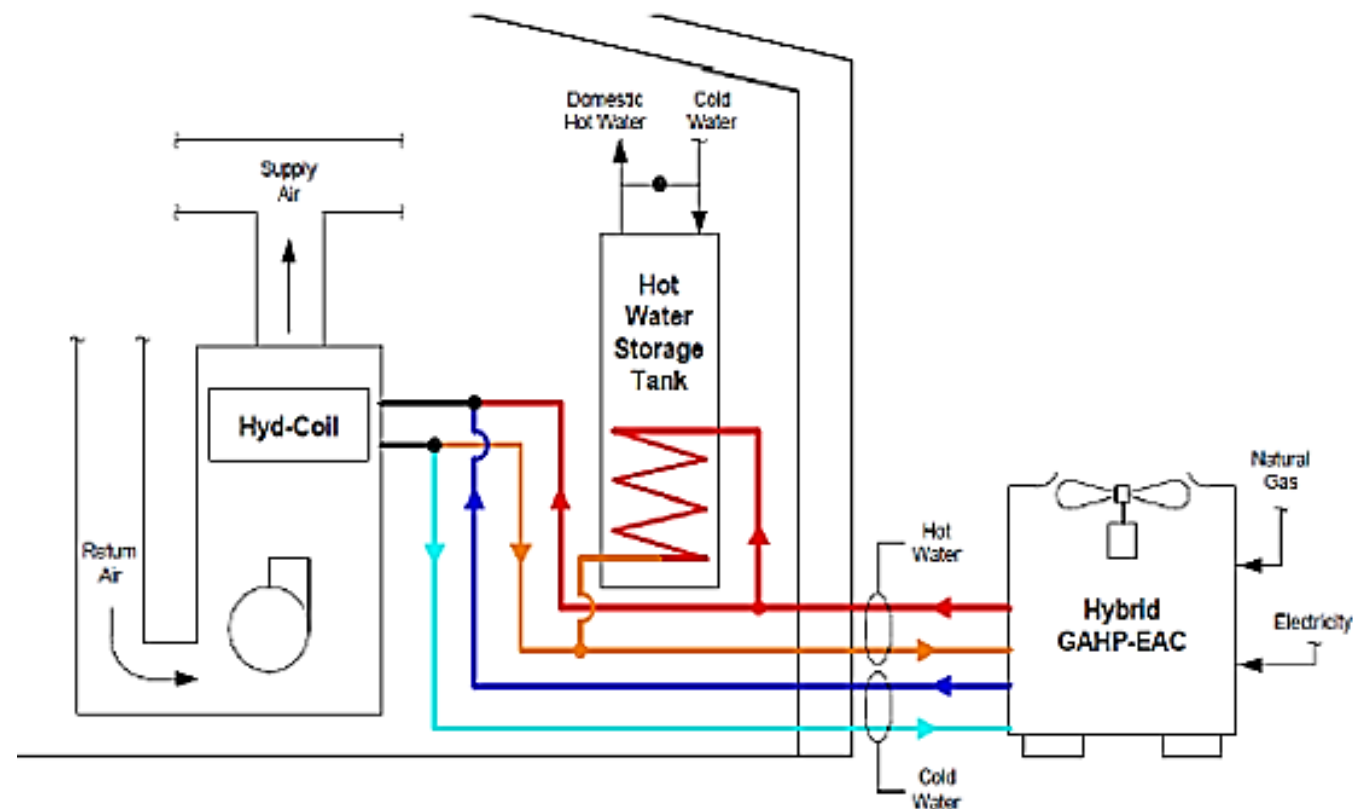 Domestic
Hot Water
Cold
Water
Supply
Air
Hot
Water
Storage
Tank
Hyd-Coil
Return
Air
Hot
Water
Natural
Gas
Hybrid
GAHP-EAC
Electricity
Cold
Water